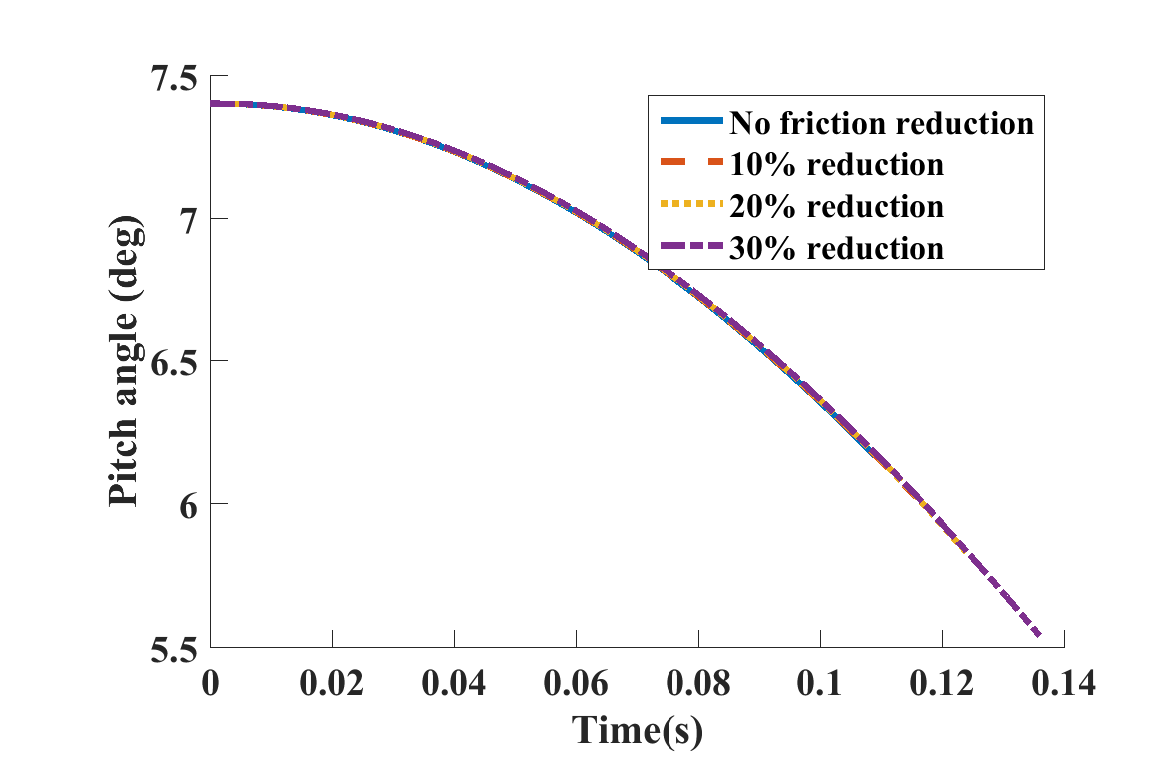 7.5
7
6.5
6
5.5
Pitch angle (deg)
No friction reduction
10% reduction
20% reduction
30% reduction
0 0.02 0.04 0.06 0.08 0.1 0.12 0.14
Time(s)